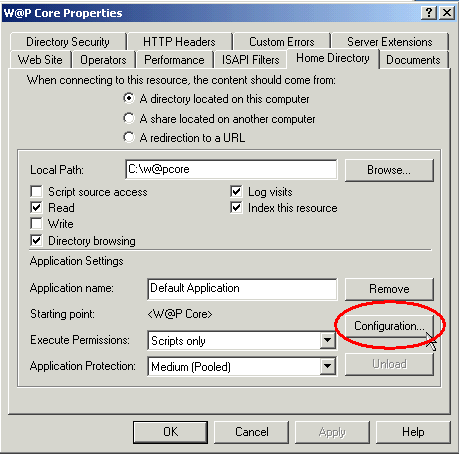 W@P Core Properties
Directory Security HTTP Headers Custom Errors Server Extensions
Web Site Operators Performance ISAPI Filters Home Directory Documents
When connecting to this resource, the content should come from:
A directory located on this computer
A share located on another computer
A redirection to a URL
Local Path: C:\w@pcore Browse...
Script source access Log visits
Read Index this resource
Write
Directory browsing
Application Settings
Application name: Default Application Remove
Starting point: <W@P Core>
Configuration...
Execute Permissions: Scripts only
Application Protection: Medium (Pooled) Unload
OK Cancel Apply Help